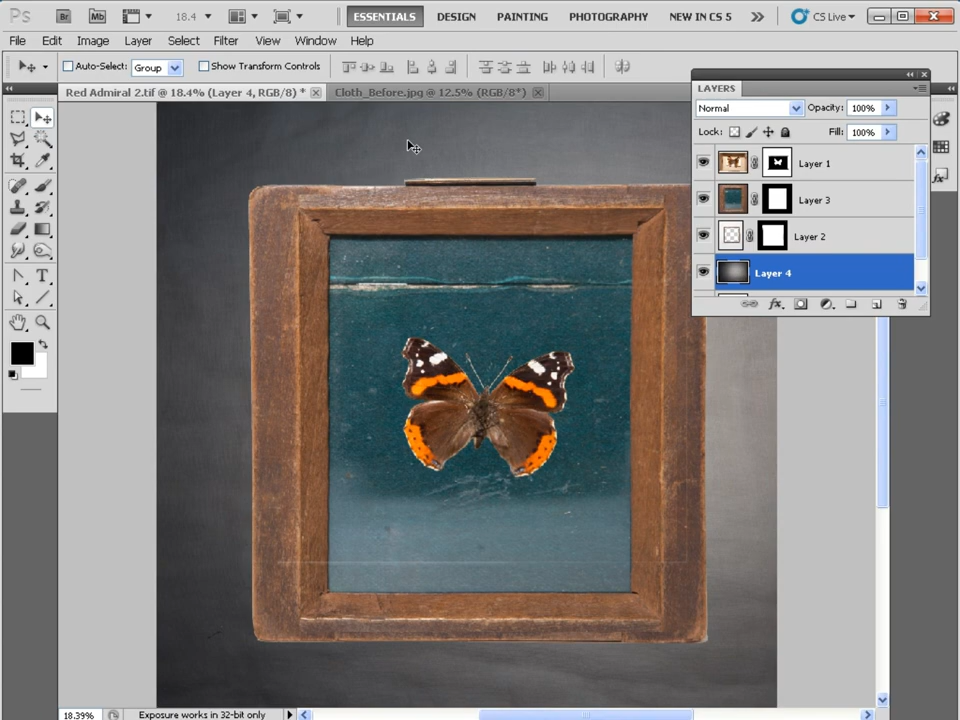 Ps Br Mb 18.4 ESSENTIALS DESIGN PAINTING PHOTOGRAPHY NEW IN CS 5 CS Live
File Edit Image Layer Select Filter View Window Help
Auto-Select: Group Show Transform Controls
Red Admiral 2.tif @ 18.4% (Layer 4, RGB/8) * Cloth_Before.jpg @ 12.5% (RGB/8*)
LAYERS
Normal Opacity: 100%
Lock: Fill: 100%
Layer 1
Layer 3
Layer 2
Layer 4
18.39% Exposure works in 32-bit only